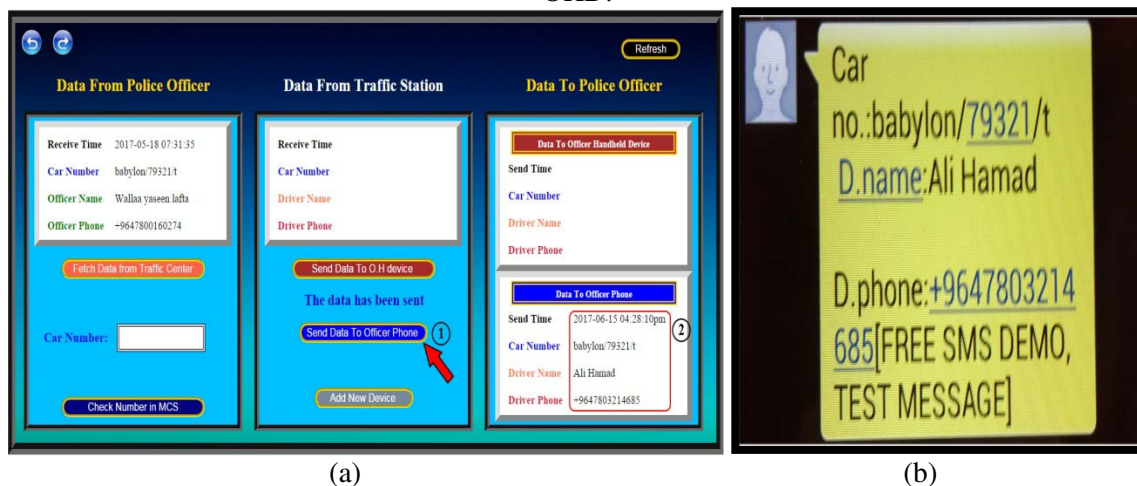 OHD.
Refresh
Data From Police Officer
Receive Time 2017-05-18 07:31:35
Car Number babylon/79321/t
Officer Name Wallaa yaseen lafta
Officer Phone +9647800160274
Fetch Data from Traffic Center
Car Number:
Check Number in MCS
Data From Traffic Station
Receive Time
Car Number
Driver Name
Driver Phone
Send Data To O.H device
The data has been sent
Send Data To Officer Phone 1
Add New Device
Data To Police Officer
Data To Officer Handheld Device
Send Time
Car Number
Driver Name
Driver Phone
Data To Officer Phone
Send Time 2017-06-15 04:28:10pm
2
Car Number babylon/79321/t
Driver Name Ali Hamad
Driver Phone +9647803214685
(a)
Car
no.:babylon/79321/t
D.name:Ali Hamad
D.phone:+9647803214
685[FREE SMS DEMO,
TEST MESSAGE]
(b)